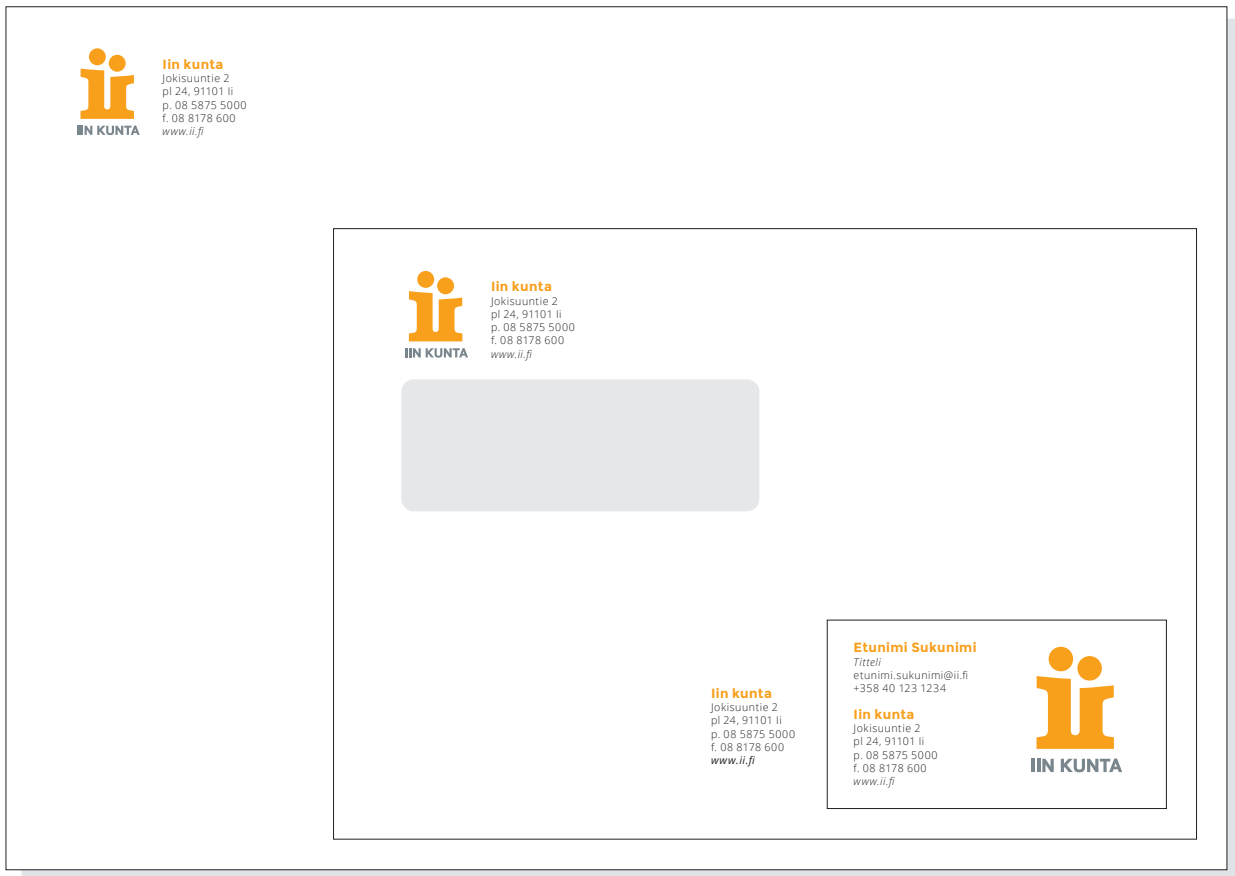 IIN KUNTA
Iin kunta
Jokisuuntie 2
pl 24, 91101 Ii
p. 08 5875 5000
f. 08 8178 600
www.ii.fi
IIN KUNTA
Iin kunta
Jokisuuntie 2
pl 24, 91101 Ii
p. 08 5875 5000
f. 08 8178 600
www.ii.fi
Iin kunta
Jokisuuntie 2
pl 24, 91101 Ii
p. 08 5875 5000
f. 08 8178 600
www.ii.fi
Etunimi Sukunimi
Titteli
etunimi.sukunimi@ii.fi
+358 40 123 1234
Iin kunta
Jokisuuntie 2
pl 24, 91101 Ii
p. 08 5875 5000
f. 08 8178 600
www.ii.fi
IIN KUNTA